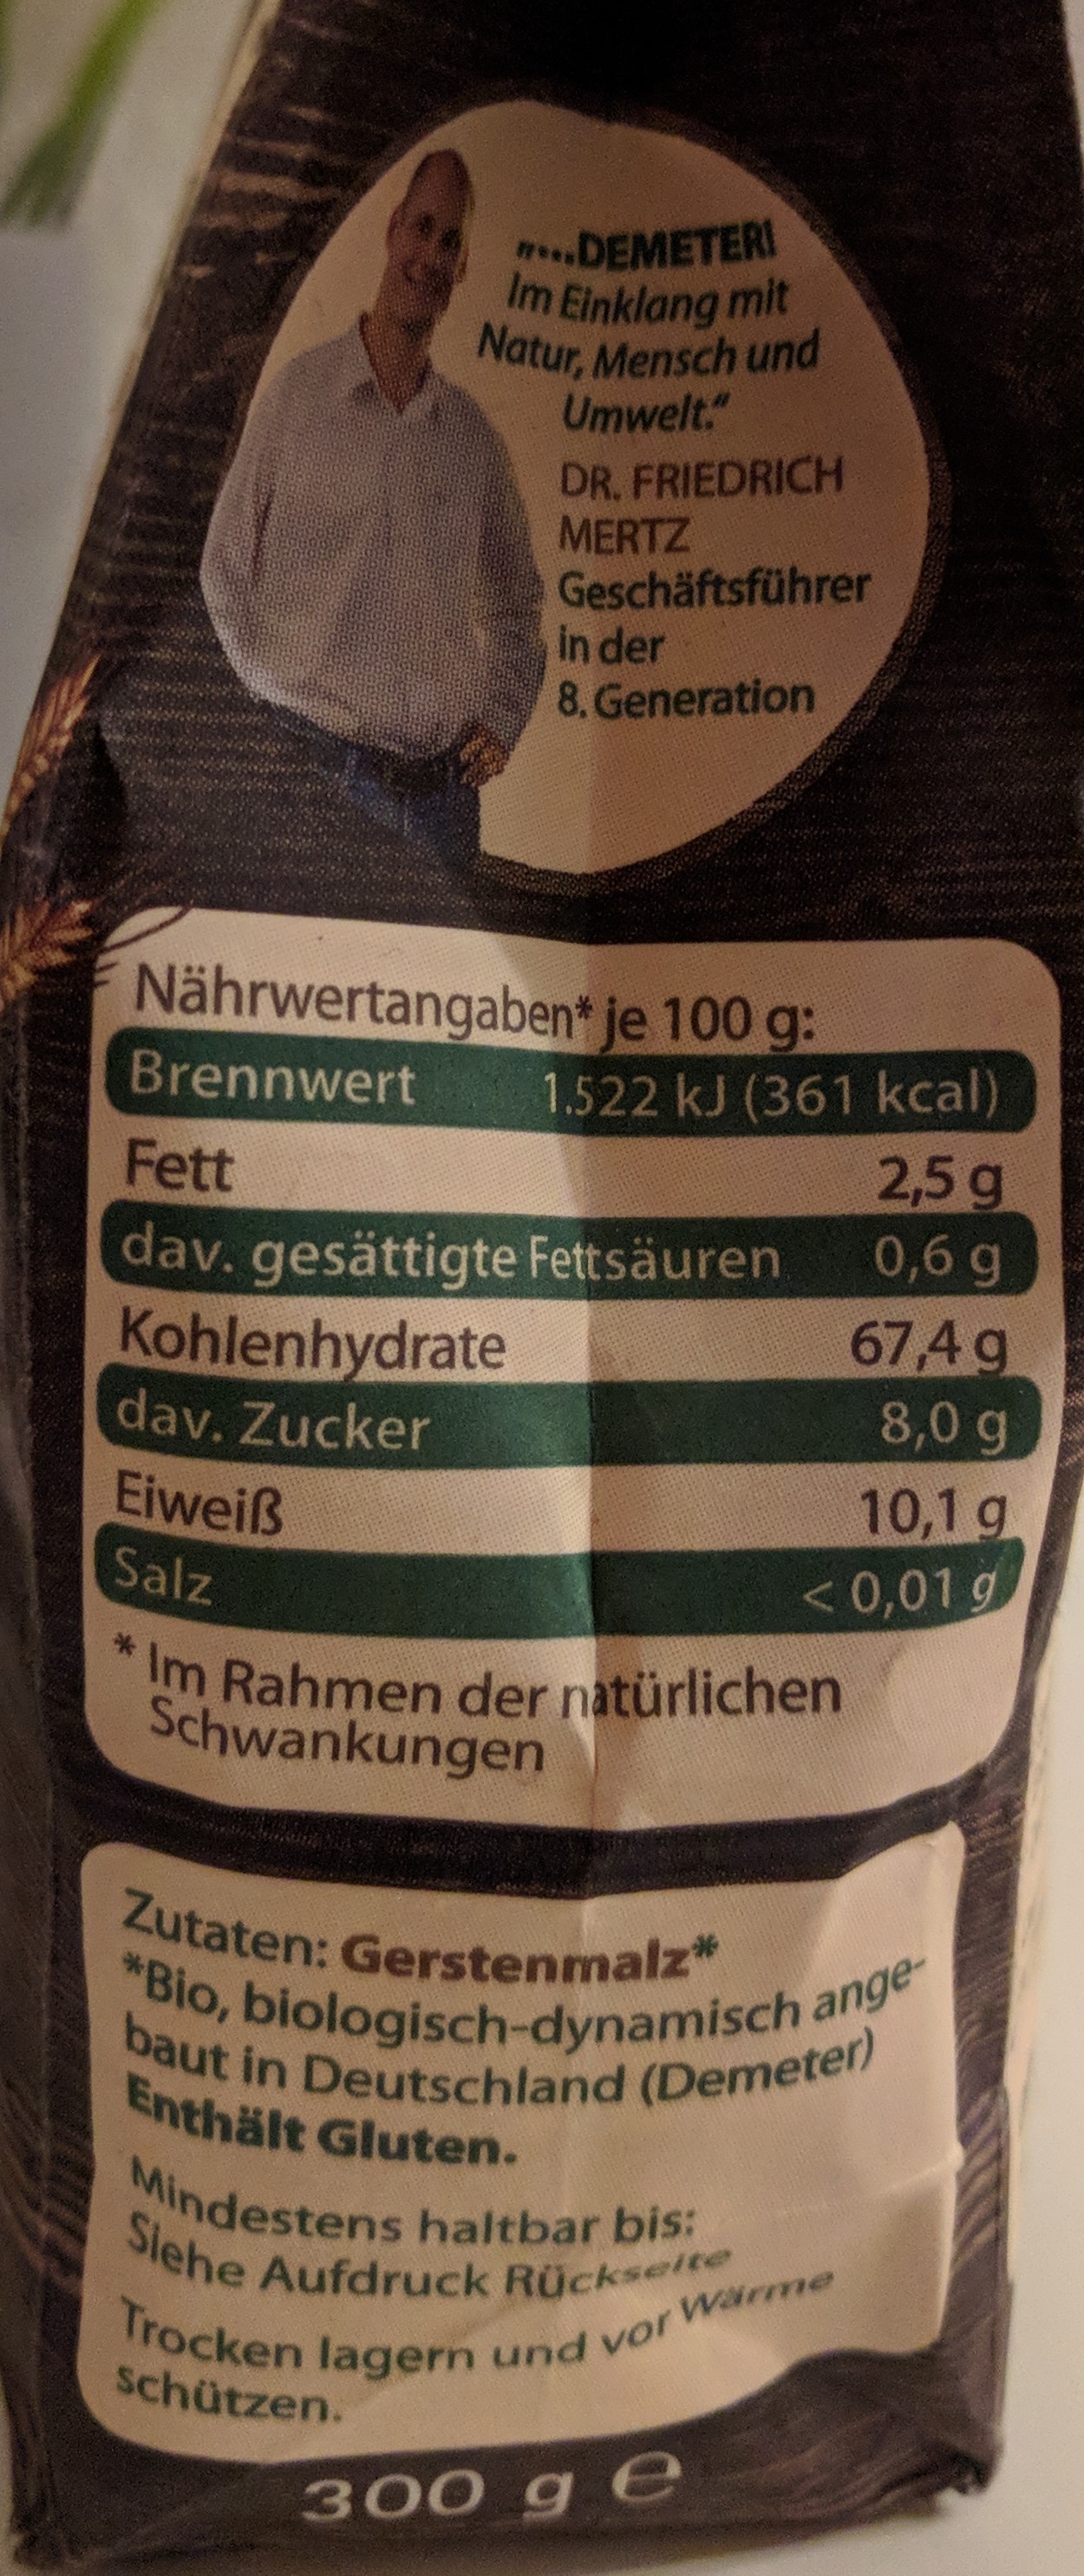 „....DEMETER!
Im Einklang mit
Natur, Mensch und
Umwelt.“
DR. FRIEDRICH
MERTZ
Geschäftsführer
in der
8. Generation
Nährwertangaben* je 100 g:
Brennwert 1.522 kJ (361 kcal)
Fett 2,5 g
dav. gesättigte Fettsäuren 0,6 g
Kohlenhydrate 67,4 g
dav. Zucker 8,0 g
Eiweiß 10,1 g
Salz < 0,01 g
* Im Rahmen der natürlichen
Schwankungen
Zutaten: Gerstenmalz*
*Bio, biologisch-dynamisch ange-
baut in Deutschland (Demeter)
Enthält Gluten.
Mindestens haltbar bis:
Siehe Aufdruck Rückseite
Trocken lagern und vor Wärme
schützen.
300 g e